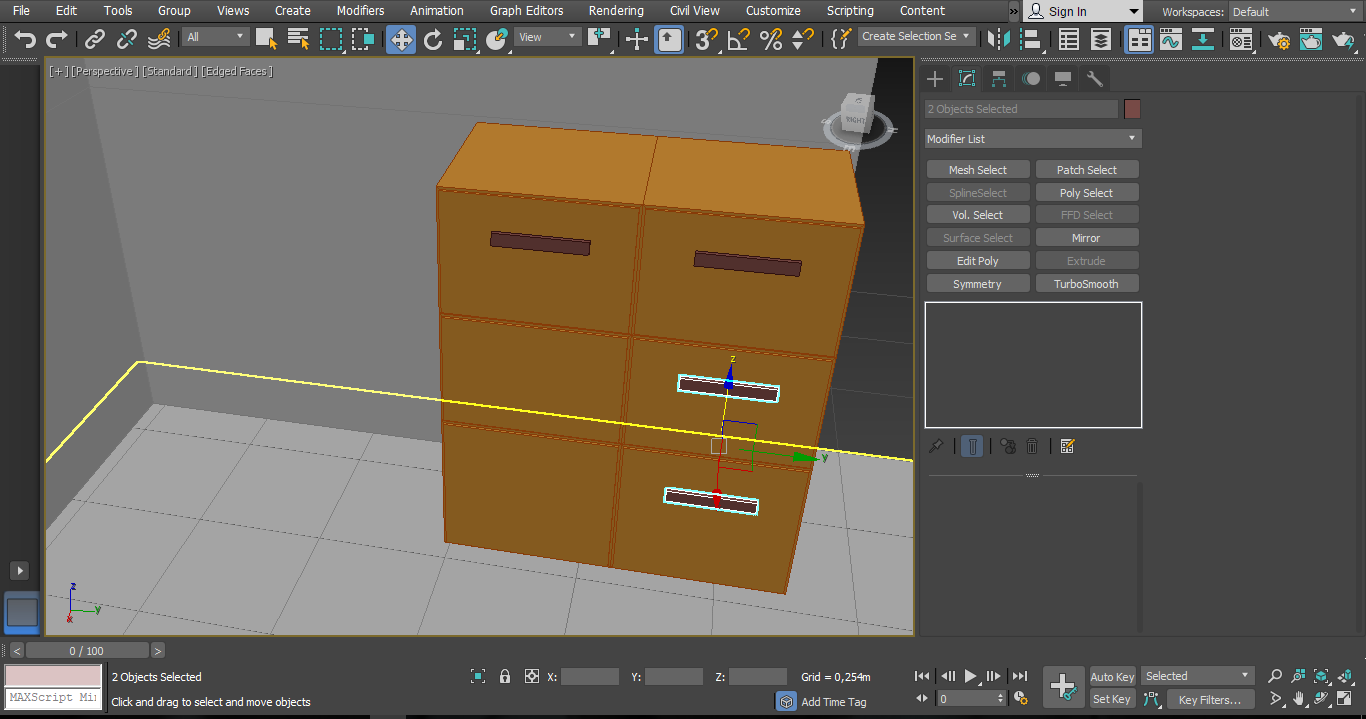 File Edit Tools Group Views Create Modifiers Animation Graph Editors Rendering Civil View Customize Scripting Content » Sign In Workspaces: Default
All View Create Selection Se
[+] [Perspective] [Standard] [Edged Faces]
RIGHT
2 Objects Selected
Modifier List
Mesh Select Patch Select
SplineSelect Poly Select
Vol. Select FFD Select
Surface Select Mirror
Edit Poly Extrude
Symmetry TurboSmooth
z
y
z
y
x
< 0 / 100 >
2 Objects Selected X: Y: Z: Grid = 0,254m Auto Key Selected
MAXScript Mi
Click and drag to select and move objects Add Time Tag 0 Set Key Key Filters...